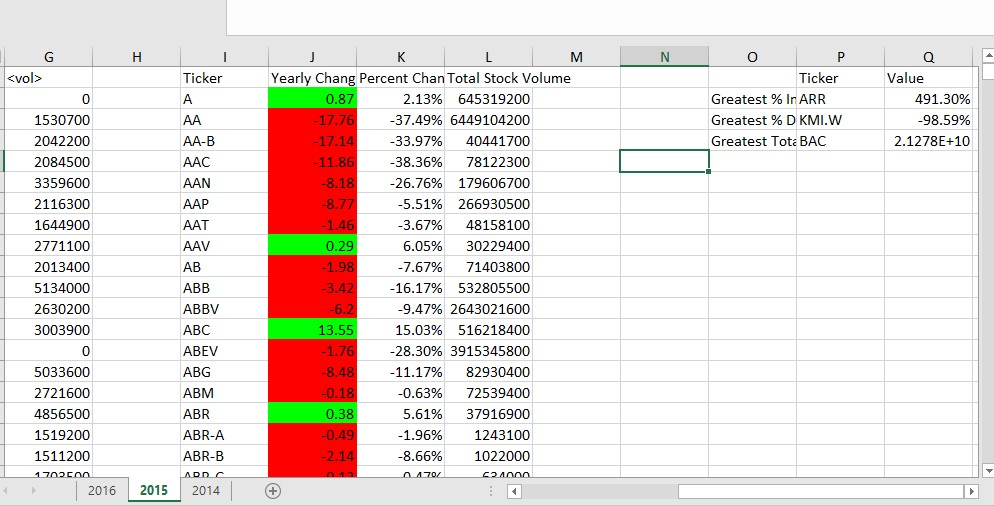 G H I J K L M N O P Q
<vol> Ticker Yearly Chang Percent Chan Total Stock Volume Ticker Value
0 A 0.87 2.13% 645319200 Greatest % In ARR 491.30%
1530700 AA -17.76 -37.49% 6449104200 Greatest % D KMI.W -98.59%
2042200 AA-B -17.14 -33.97% 40441700 Greatest Tota BAC 2.1278E+10
2084500 AAC -11.86 -38.36% 78122300
3359600 AAN -8.18 -26.76% 179606700
2116300 AAP -8.77 -5.51% 266930500
1644900 AAT -1.46 -3.67% 48158100
2771100 AAV 0.29 6.05% 30229400
2013400 AB -1.98 -7.67% 71403800
5134000 ABB -3.42 -16.17% 532805500
2630200 ABBV -6.2 -9.47% 2643021600
3003900 ABC 13.55 15.03% 516218400
0 ABEV -1.76 -28.30% 3915345800
5033600 ABG -8.48 -11.17% 82930400
2721600 ABM -0.18 -0.63% 72539400
4856500 ABR 0.38 5.61% 37916900
1519200 ABR-A -0.49 -1.96% 1243100
1511200 ABR-B -2.14 -8.66% 1022000
2016 2015 2014